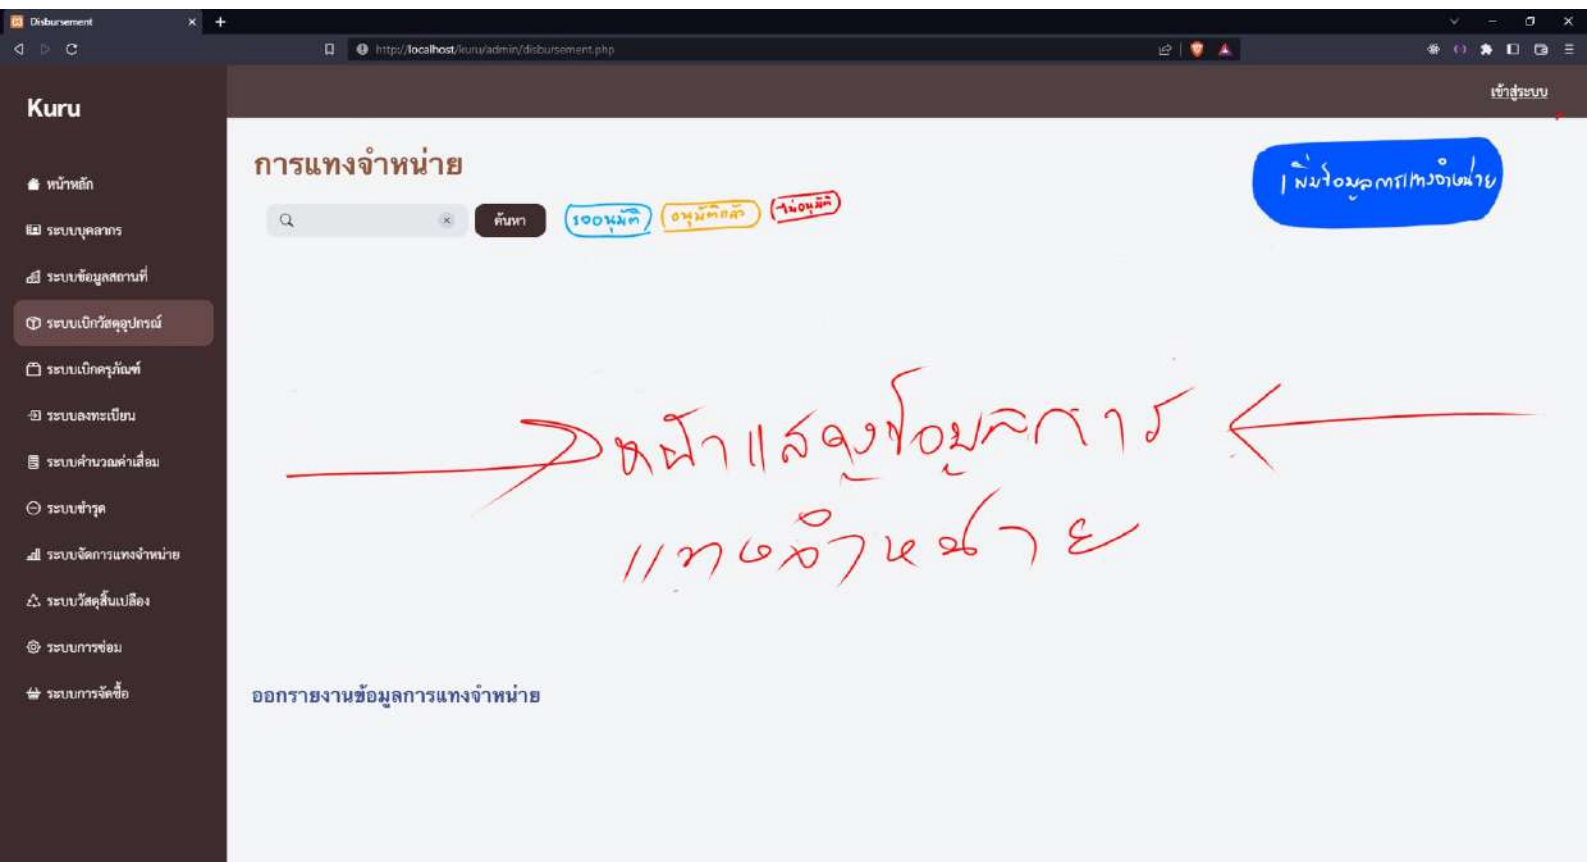 Disbursement
http://localhost/kuru/admin/disbursement.php
Kuru
เข้าสู่ระบบ
หน้าหลัก
ระบบบุคลากร
ระบบข้อมูลสถานที่
ระบบเบิกวัสดุอุปกรณ์
ระบบเบิกครุภัณฑ์
ระบบลงทะเบียน
ระบบคำนวณค่าเสื่อม
ระบบชำรุด
ระบบจัดการแทงจำหน่าย
ระบบวัสดุสิ้นเปลือง
ระบบการซ่อม
ระบบการจัดซื้อ
การแทงจำหน่าย
เพิ่มข้อมูลการแทงจำหน่าย
ค้นหา รออนุมัติ อนุมัติแล้ว ไม่อนุมัติ
หน้าแสดงข้อมูลการ
แทงจำหน่าย
ออกรายงานข้อมูลการแทงจำหน่าย